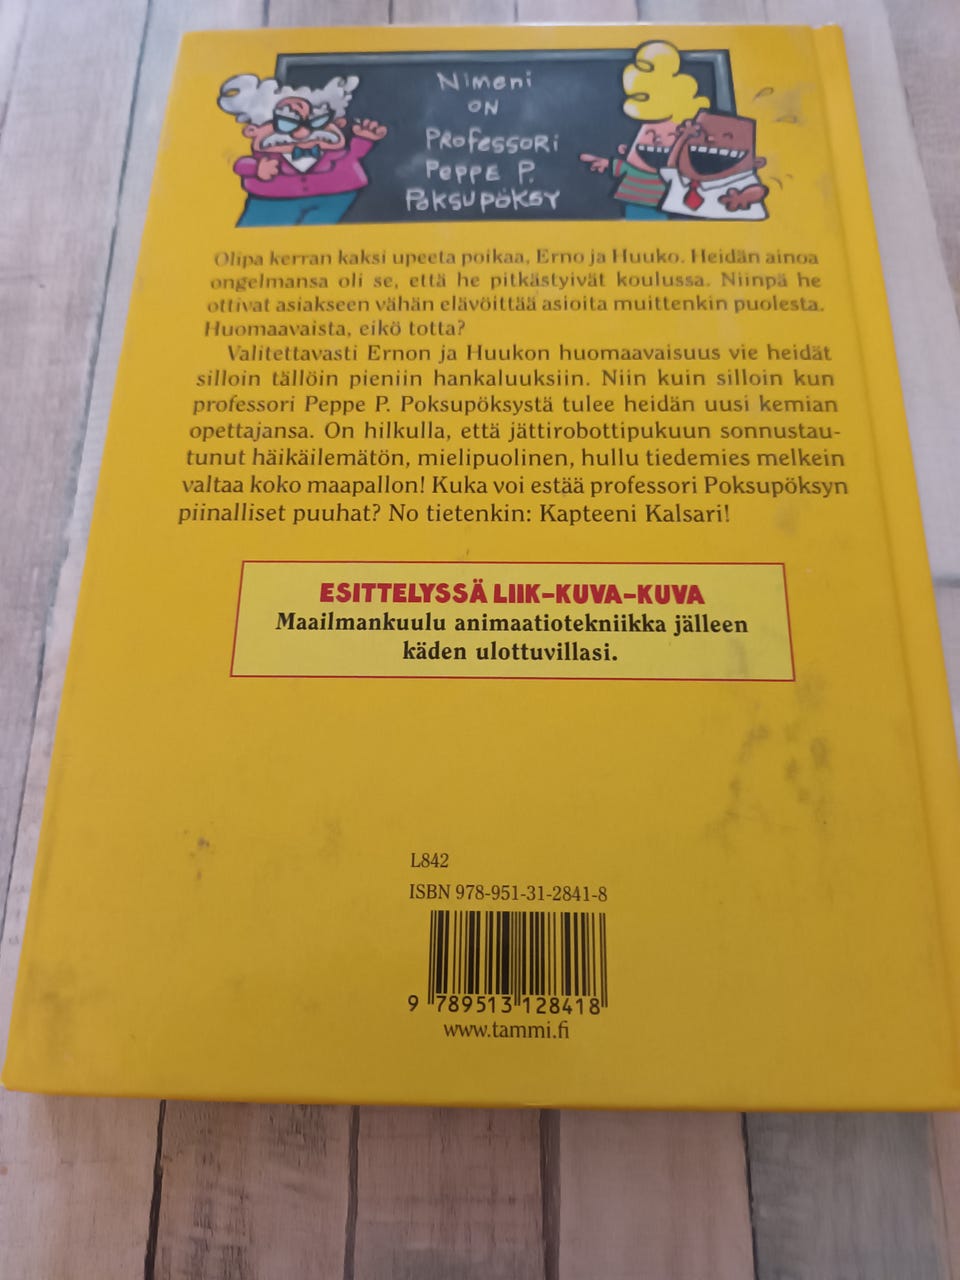 Nimeni
on
Professori
Peppe P.
Poksupöksy
Olipa kerran kaksi upeeta poikaa, Erno ja Huuko. Heidän ainoa
ongelmansa oli se, että he pitkästyivät koulussa. Niinpä he
ottivat asiakseen vähän elävöittää asioita muittenkin puolesta.
Huomaavaista, eikö totta?
Valitettavasti Ernon ja Huukon huomaavaisuus vie heidät
silloin tällöin pieniin hankaluuksiin. Niin kuin silloin kun
professori Peppe P. Poksupöksystä tulee heidän uusi kemian
opettajansa. On hilkulla, että jättirobottipukuun sonnustau-
tunut häikäilemätön, mielipuolinen, hullu tiedemies melkein
valtaa koko maapallon! Kuka voi estää professori Poksupöksyn
piinalliset puuhat? No tietenkin: Kapteeni Kalsari!
ESITTELYSSÄ LIIK-KUVA-KUVA
Maailmankuulu animaatiotekniikka jälleen
käden ulottuvillasi.
L842
ISBN 978-951-31-2841-8
9 789513 128418
www.tammi.fi